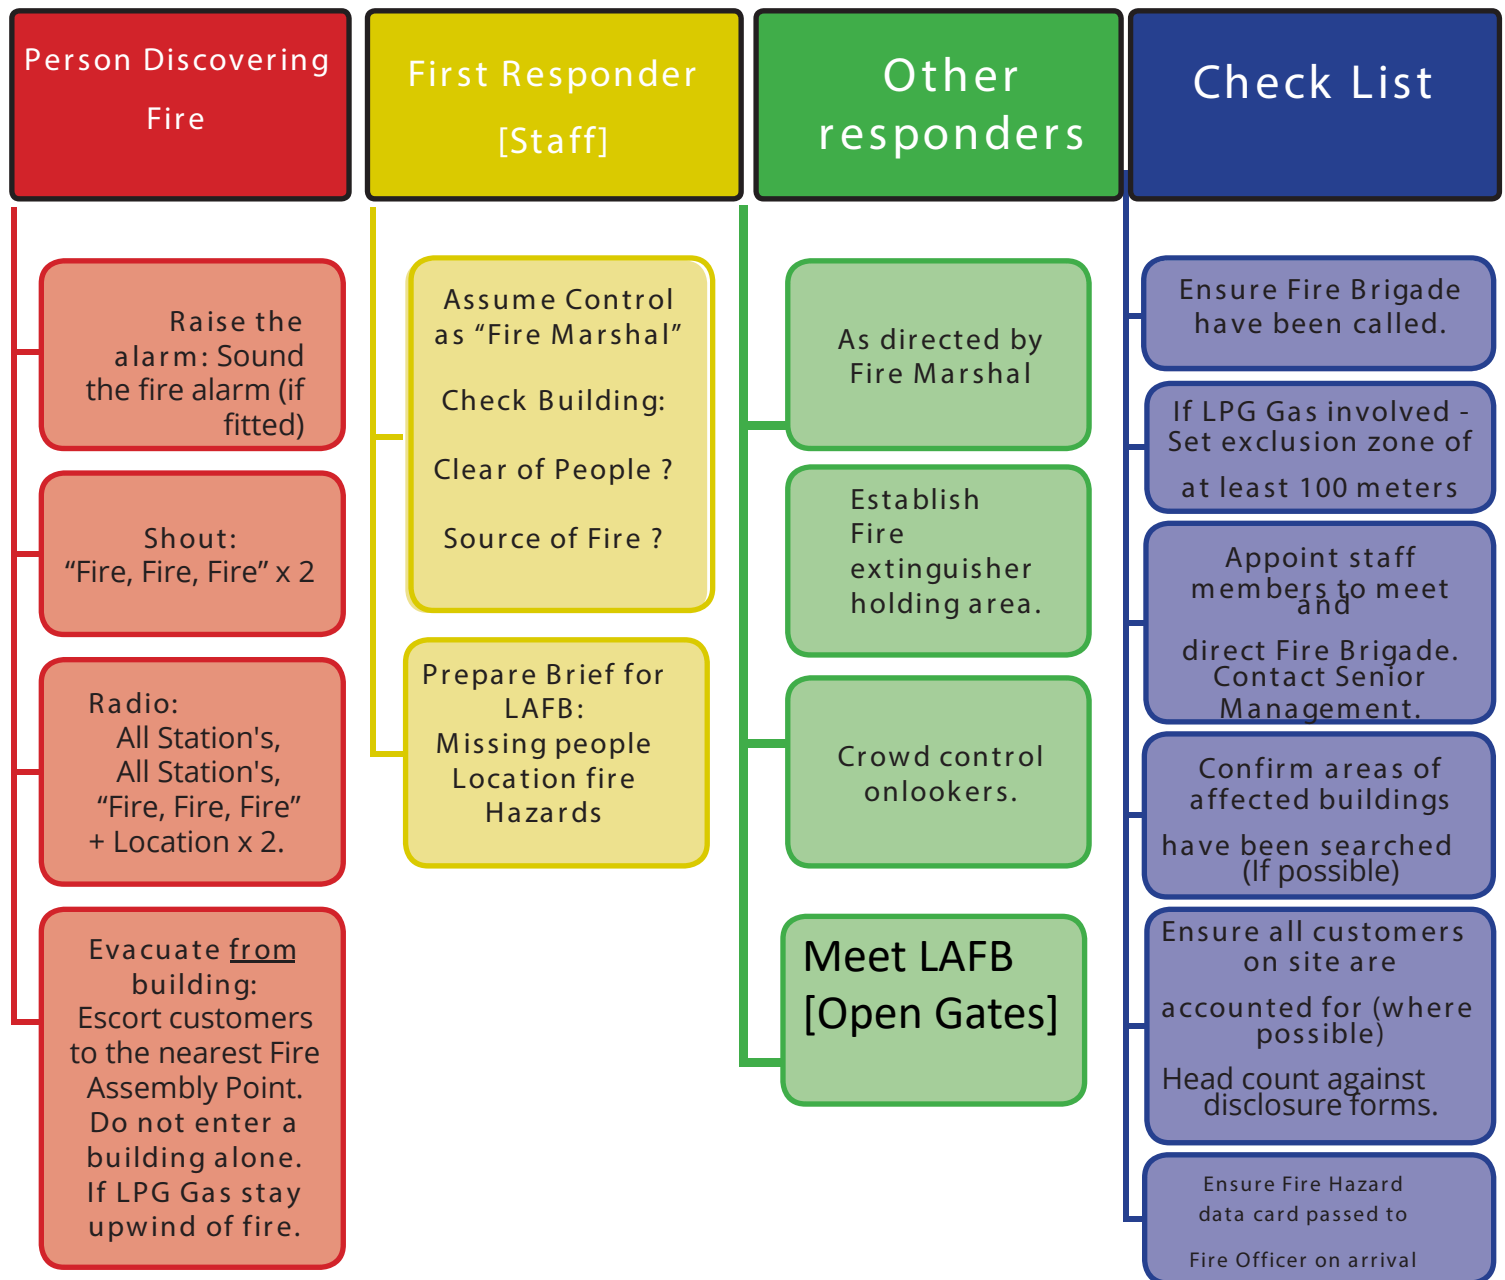 Person Discovering
Fire
Raise the
alarm: Sound
the fire alarm (if
fitted)
Shout:
“Fire, Fire, Fire” x 2
Radio:
All Station's,
All Station's,
“Fire, Fire, Fire”
+ Location x 2.
Evacuate from
building:
Escort customers
to the nearest Fire
Assembly Point.
Do not enter a
building alone.
If LPG Gas stay
upwind of fire.
First Responder
[Staff]
Assume Control
as “Fire Marshal”
Check Building:
Clear of People ?
Source of Fire ?
Prepare Brief for
LAFB:
Missing people
Location fire
Hazards
Other
responders
As directed by
Fire Marshal
Establish
Fire
extinguisher
holding area.
Crowd control
onlookers.
Meet LAFB
[Open Gates]
Check List
Ensure Fire Brigade
have been called.
If LPG Gas involved -
Set exclusion zone of
at least 100 meters
Appoint staff
members to meet
and
direct Fire Brigade.
Contact Senior
Management.
Confirm areas of
affected buildings
have been searched
(If possible)
Ensure all customers
on site are
accounted for (where
possible)
Head count against
disclosure forms.
Ensure Fire Hazard
data card passed to
Fire Officer on arrival